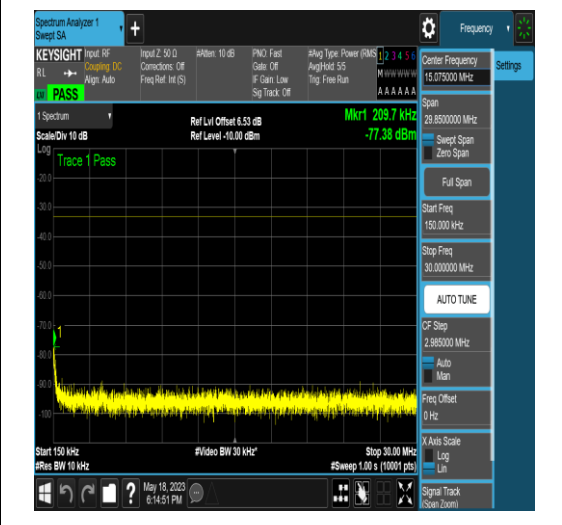 Spectrum Analyzer 1
Swept SA
+
Frequency
KEYSIGHT
RL
PASS
Input: RF
Coupling: DC
Align: Auto
Input Z: 50 Ω
Corrections: Off
Freq Ref: Int (S)
#Atten: 10 dB
PNO: Fast
Gate: Off
IF Gain: Low
Sig Track: Off
#Avg Type: Power (RMS
Avg|Hold: 5/5
Trig: Free Run
1 2 3 4 5 6
M w w w w w
A A A A A A
1 Spectrum
Scale/Div 10 dB
Ref Lvl Offset 6.53 dB
Ref Level -10.00 dBm
Mkr1 209.7 kHz
-77.38 dBm
Log
Trace 1 Pass
-20.0
-30.0
-40.0
-50.0
-60.0
-70.0
-80.0
-90.0
-100
1
Start 150 kHz
#Res BW 10 kHz
#Video BW 30 kHz*
Stop 30.00 MHz
#Sweep 1.00 s (10001 pts)
?
May 18, 2023
6:14:51 PM
Center Frequency
15.075000 MHz
Settings
Span
29.8500000 MHz
Swept Span
Zero Span
Full Span
Start Freq
150.000 kHz
Stop Freq
30.000000 MHz
AUTO TUNE
CF Step
2.985000 MHz
Auto
Man
Freq Offset
0 Hz
X Axis Scale
Log
Lin
Signal Track
(Span Zoom)